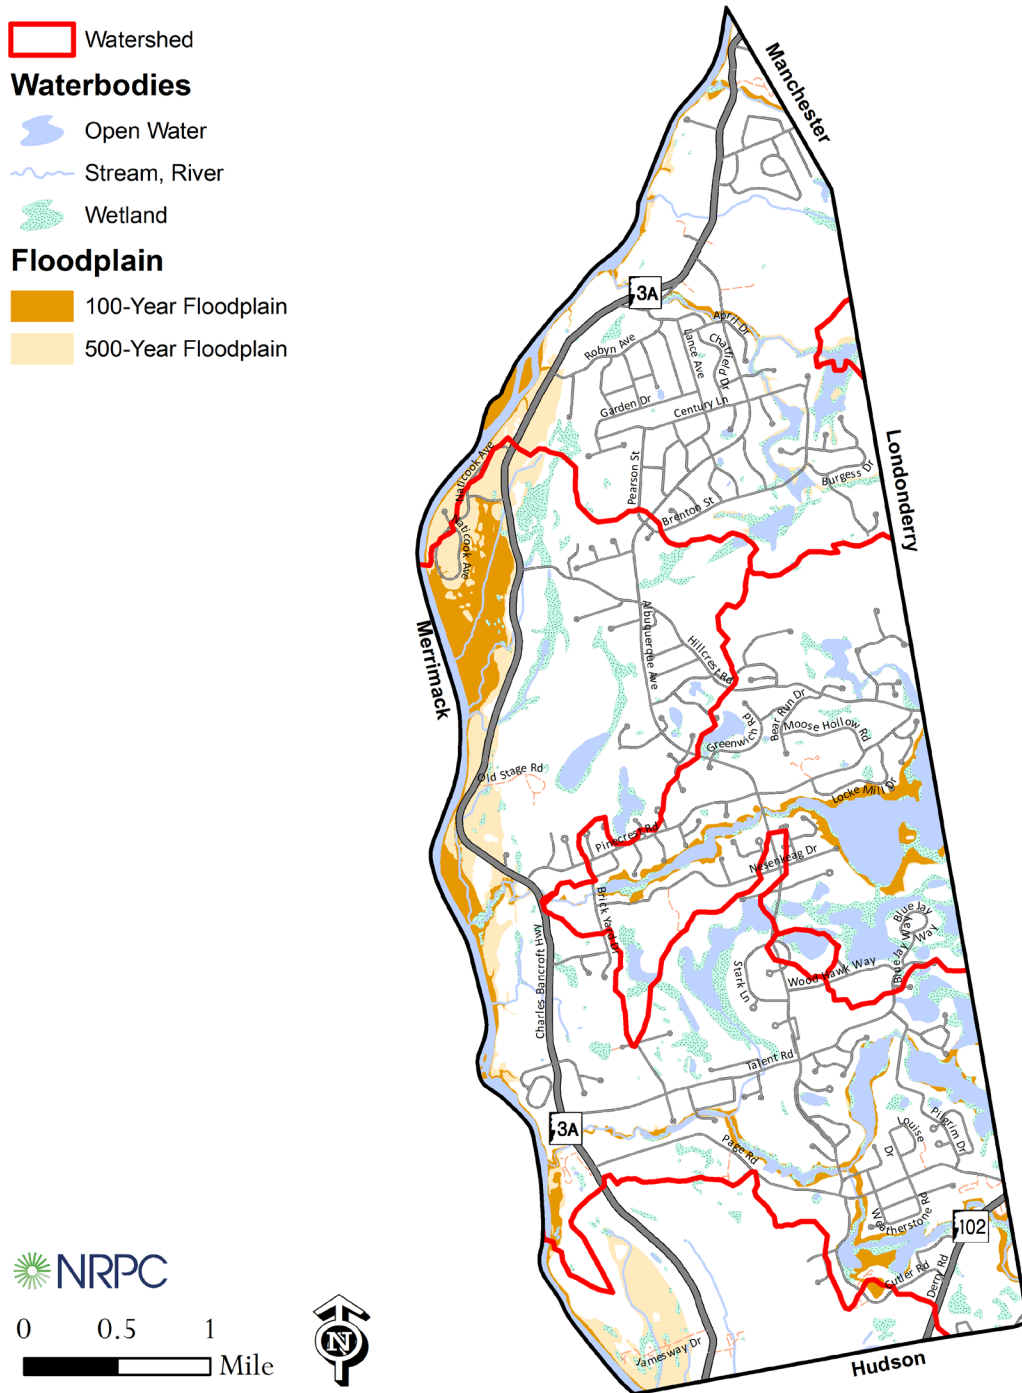 Watershed
Waterbodies
Open Water
Stream, River
Wetland
Floodplain
100-Year Floodplain
500-Year Floodplain
Manchester
3A
April Dr
Robyn Ave
Lance Ave
Chatfield Dr
Garden Dr
Century Ln
Londonderry
Naticook Ave
Pearson St
Burgess Dr
Brenton St
Naticook Ave
Merrimack
Albuquerque Ave
Hillcrest Rd
Bear Run Dr
Greenwich Rd
Moose Hollow Rd
Old Stage Rd
Locke Mill Dr
Pinecrest Rd
Nesenkeag Dr
Brick Yard Dr
Blue Jay Way
BlueJay Way
Charles Bancroft Hwy
Stark Ln
Wood Hawk Way
Talent Rd
3A
Page Rd
Louise Dr
Pilgrim Dr
Weatherstone Rd
102
Cutler Rd
Derry Rd
Jamesway Dr
Hudson
NRPC
0 0.5 1
Mile
N